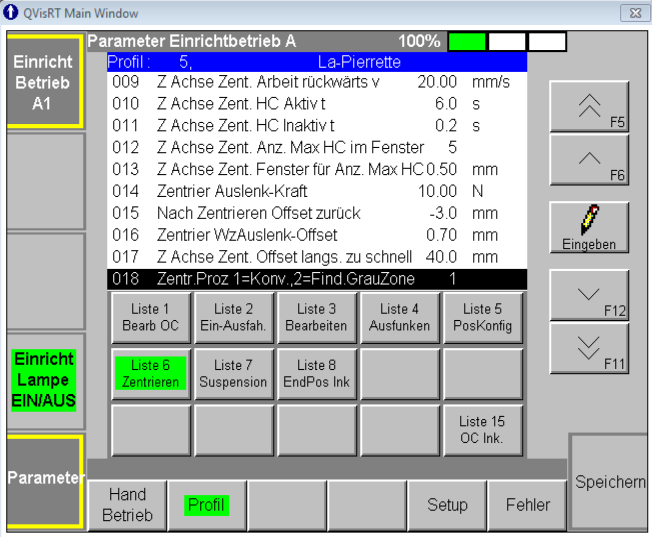 QVisRT Main Window
Parameter Einrichtbetrieb A 100%
Einricht
Betrieb
A1
Profil : 5, La-Pierrette
009 Z Achse Zent. Arbeit rückwärts v 20.00 mm/s
010 Z Achse Zent. HC Aktiv t 6.0 s
011 Z Achse Zent. HC Inaktiv t 0.2 s
012 Z Achse Zent. Anz. Max HC im Fenster 5
013 Z Achse Zent. Fenster für Anz. Max HC 0.50 mm
014 Zentrier Auslenk-Kraft 10.00 N
015 Nach Zentrieren Offset zurück -3.0 mm
016 Zentrier WzAuslenk-Offset 0.70 mm
017 Z Achse Zent. Offset langs. zu schnell 40.0 mm
018 Zentr.Proz 1=Konv.,2=Find.GrauZone 1
F5
F6
Eingeben
F12
F11
Liste 1
Bearb OC
Liste 2
Ein-Ausfah.
Liste 3
Bearbeiten
Liste 4
Ausfunken
Liste 5
PosKonfig
Liste 6
Zentrieren
Liste 7
Suspension
Liste 8
EndPos Ink
Liste 15
OC Ink.
Einricht
Lampe
EIN/AUS
Parameter
Hand
Betrieb
Profil
Setup
Fehler
Speichern